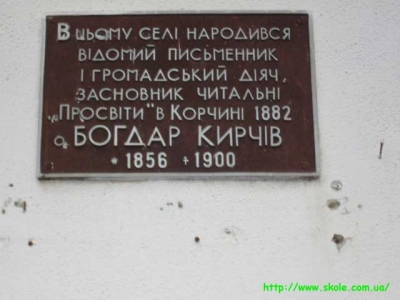 В цьому селі народився
відомий письменник
і громадський діяч,
засновник читальні
„Просвіти" в Корчині 1882
о. БОГДАР КИРЧІВ
* 1856 + 1900
http://www.skole.com.ua/